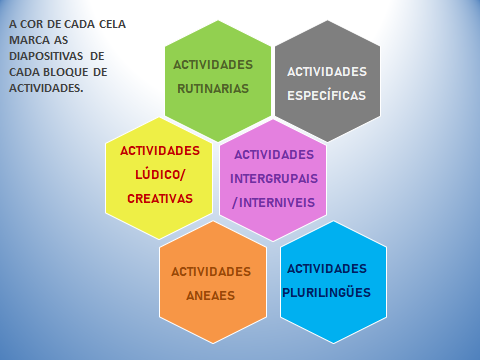 A COR DE CADA CELA
MARCA AS
DIAPOSITIVAS DE
CADA BLOQUE DE
ACTIVIDADES.
ACTIVIDADES
RUTINARIAS
ACTIVIDADES
ESPECÍFICAS
ACTIVIDADES
LÚDICO/
CREATIVAS
ACTIVIDADES
INTERGRUPAIS
/INTERNIVEIS
ACTIVIDADES
ANEAES
ACTIVIDADES
PLURILINGÜES